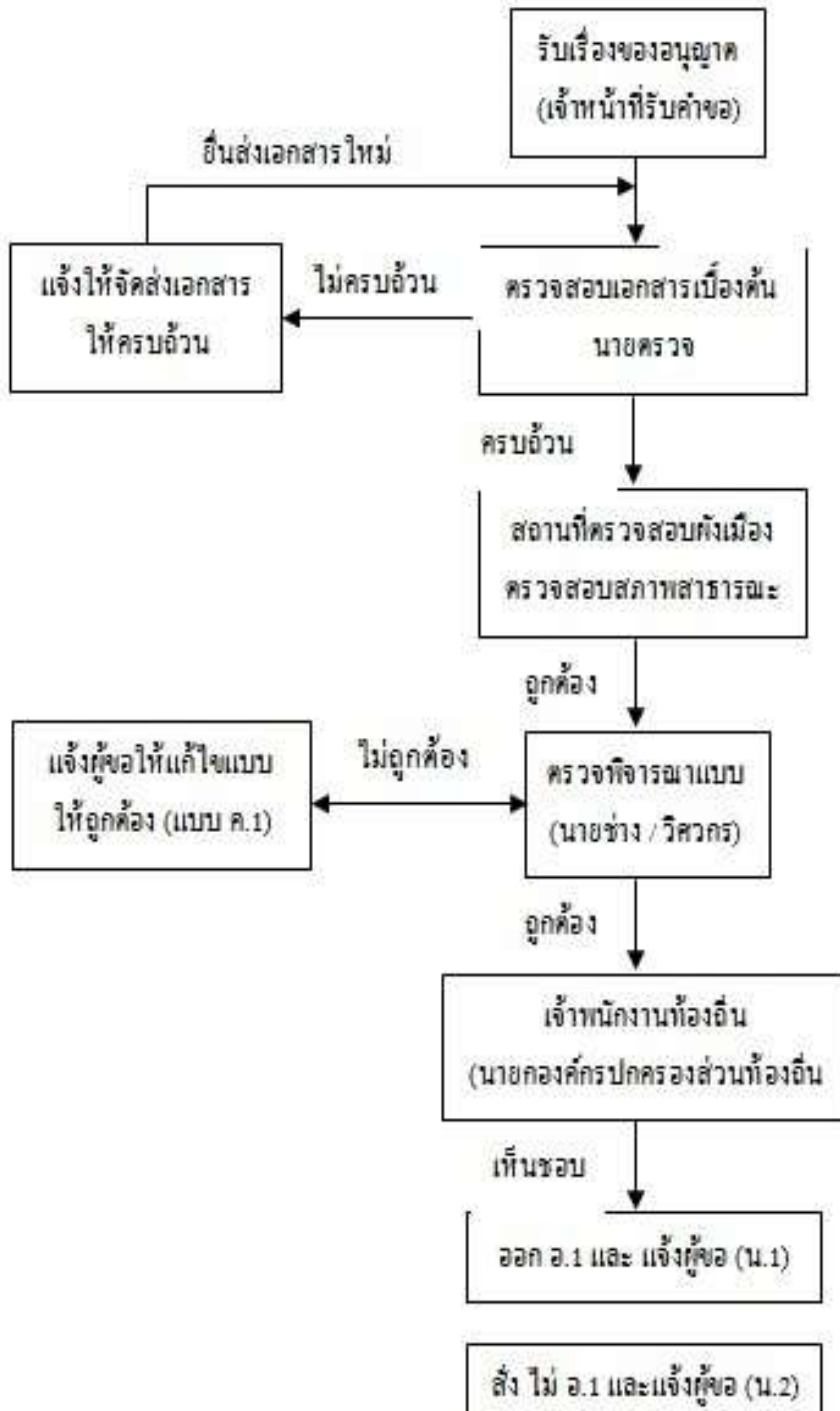 รับเรื่องของอนุญาต
(เจ้าหน้าที่รับคำขอ)
ยื่นส่งเอกสารใหม่
แจ้งให้จัดส่งเอกสาร
ให้ครบถ้วน
ไม่ครบถ้วน
ตรวจสอบเอกสารเบื้องต้น
นายตรวจ
ครบถ้วน
สถานที่ตรวจสอบผังเมือง
ตรวจสอบสภาพสาธารณะ
ถูกต้อง
แจ้งผู้ขอให้แก้ไขแบบ
ให้ถูกต้อง (แบบ ค.1)
ไม่ถูกต้อง
ตรวจพิจารณาแบบ
(นายช่าง / วิศวกร)
ถูกต้อง
เจ้าพนักงานท้องถิ่น
(นายกองค์กรปกครองส่วนท้องถิ่น
เห็นชอบ
ออก อ.1 และ แจ้งผู้ขอ (น.1)
สั่ง ไม่ อ.1 และแจ้งผู้ขอ (น.2)